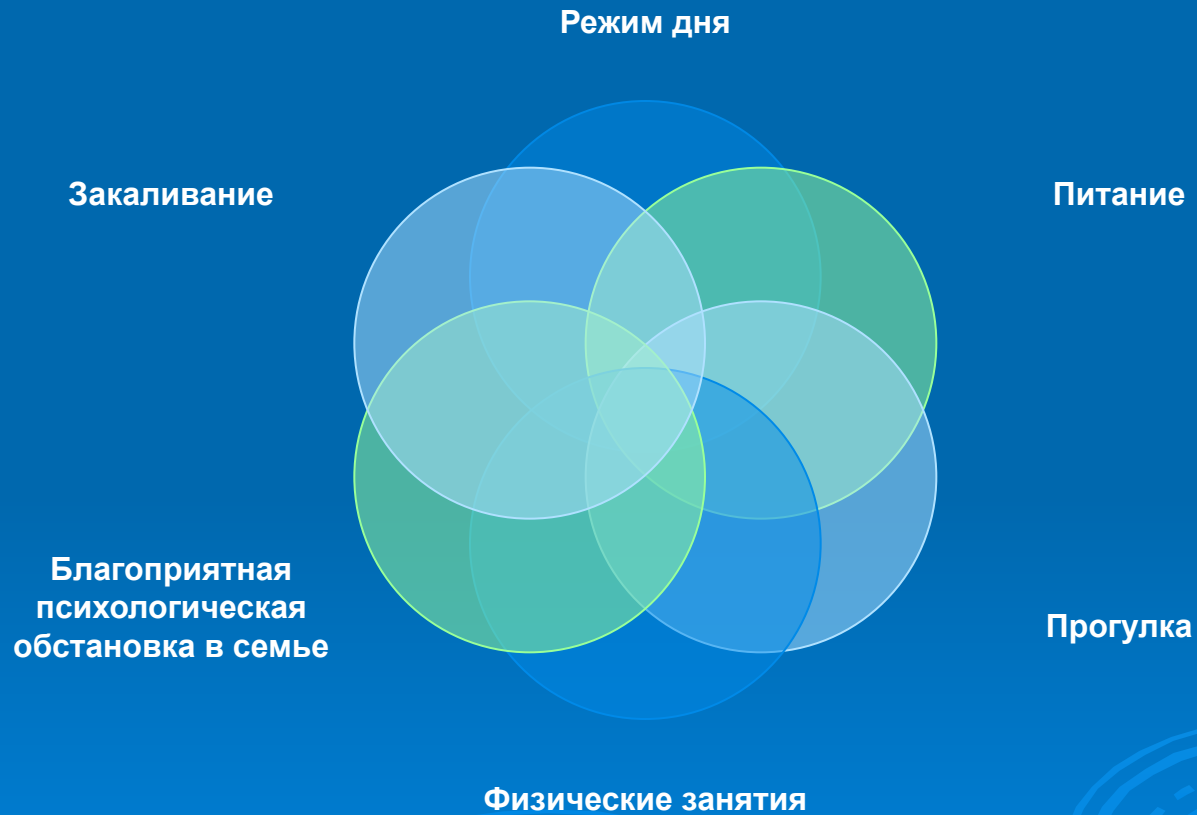 Режим дня
Закаливание
Питание
Благоприятная
психологическая
обстановка в семье
Прогулка
Физические занятия